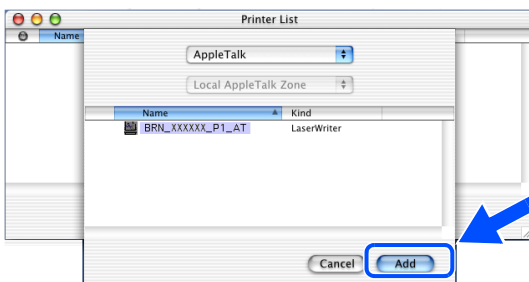 Printer List
Name
AppleTalk
Local AppleTalk Zone
Name Kind
BRN_XXXXXX_P1_AT LaserWriter
Cancel Add